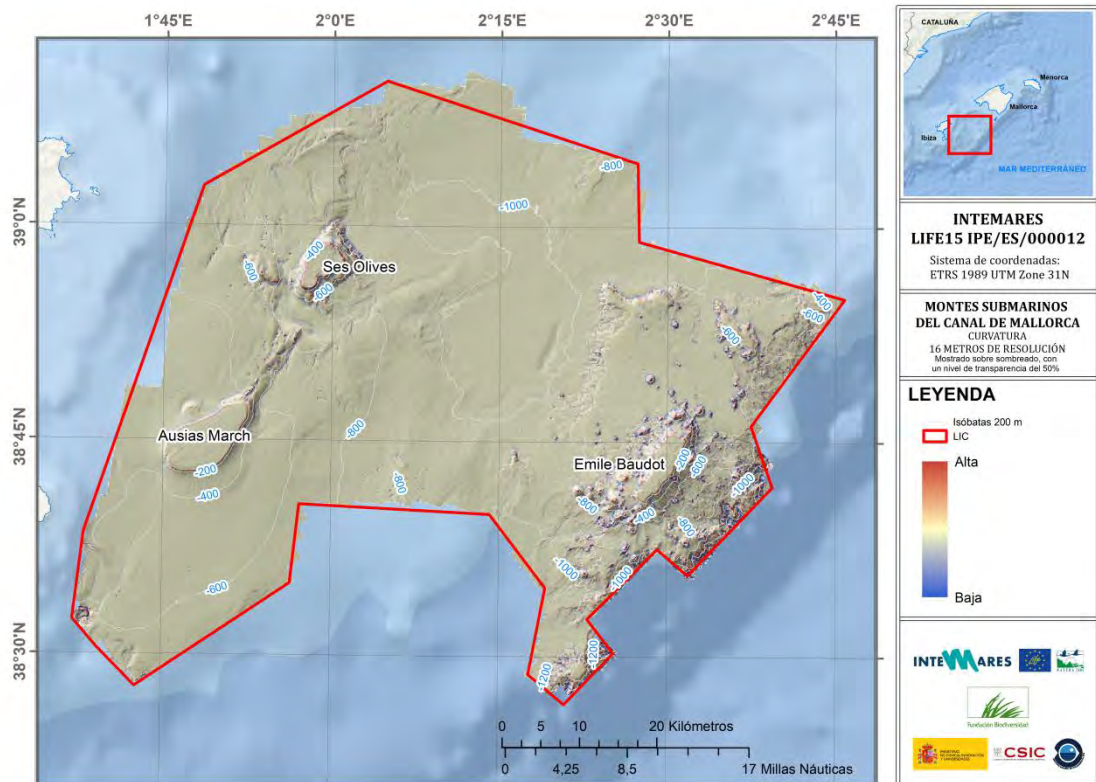 1°45'E
2°0'E
2°15'E
2°30'E
2°45'E
39°0'N
38°45'N
38°30'N
-800
-1000
-400
Ses Olives
-600
-600
-400
-600
-600
-800
Ausias March
-200
-400
-800
Emile Baudot
-200
-600
-1000
-800
-400
-800
-1000
-1000
-600
-1200
-1200
0 5 10 20 Kilómetros
0 4,25 8,5 17 Millas Náuticas
CATALUÑA
Menorca
Mallorca
Ibiza
MAR MEDITERRÁNEO
INTEMARES
LIFE15 IPE/ES/000012
Sistema de coordenadas:
ETRS 1989 UTM Zone 31N
MONTES SUBMARINOS
DEL CANAL DE MALLORCA
CURVATURA
16 METROS DE RESOLUCIÓN
Mostrado sobre sombreado, con
un nivel de transparencia del 50%
LEYENDA
Isóbatas 200 m
LIC
Alta
Baja
INTEMARES
Fundación Biodiversidad
CSIC